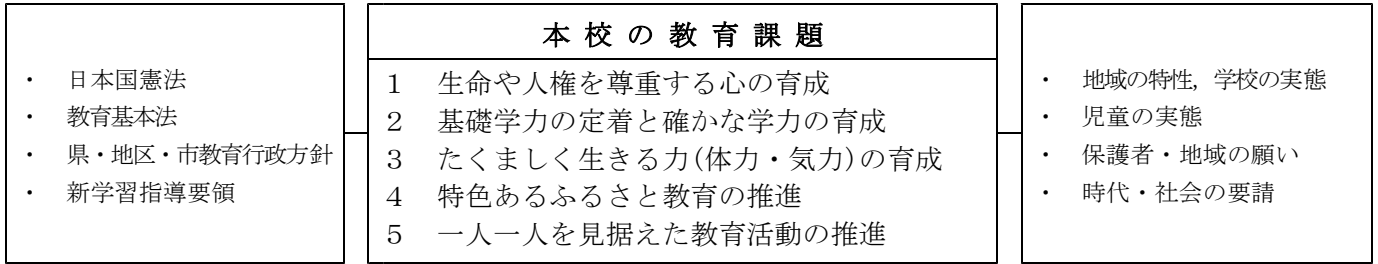 ・ 日本国憲法
・ 教育基本法
・ 県・地区・市教育行政方針
・ 新学習指導要領
本校の教育課題
１ 生命や人権を尊重する心の育成
２ 基礎学力の定着と確かな学力の育成
３ たくましく生きる力(体力・気力)の育成
４ 特色あるふるさと教育の推進
５ 一人一人を見据えた教育活動の推進
・ 地域の特性，学校の実態
・ 児童の実態
・ 保護者・地域の願い
・ 時代・社会の要請